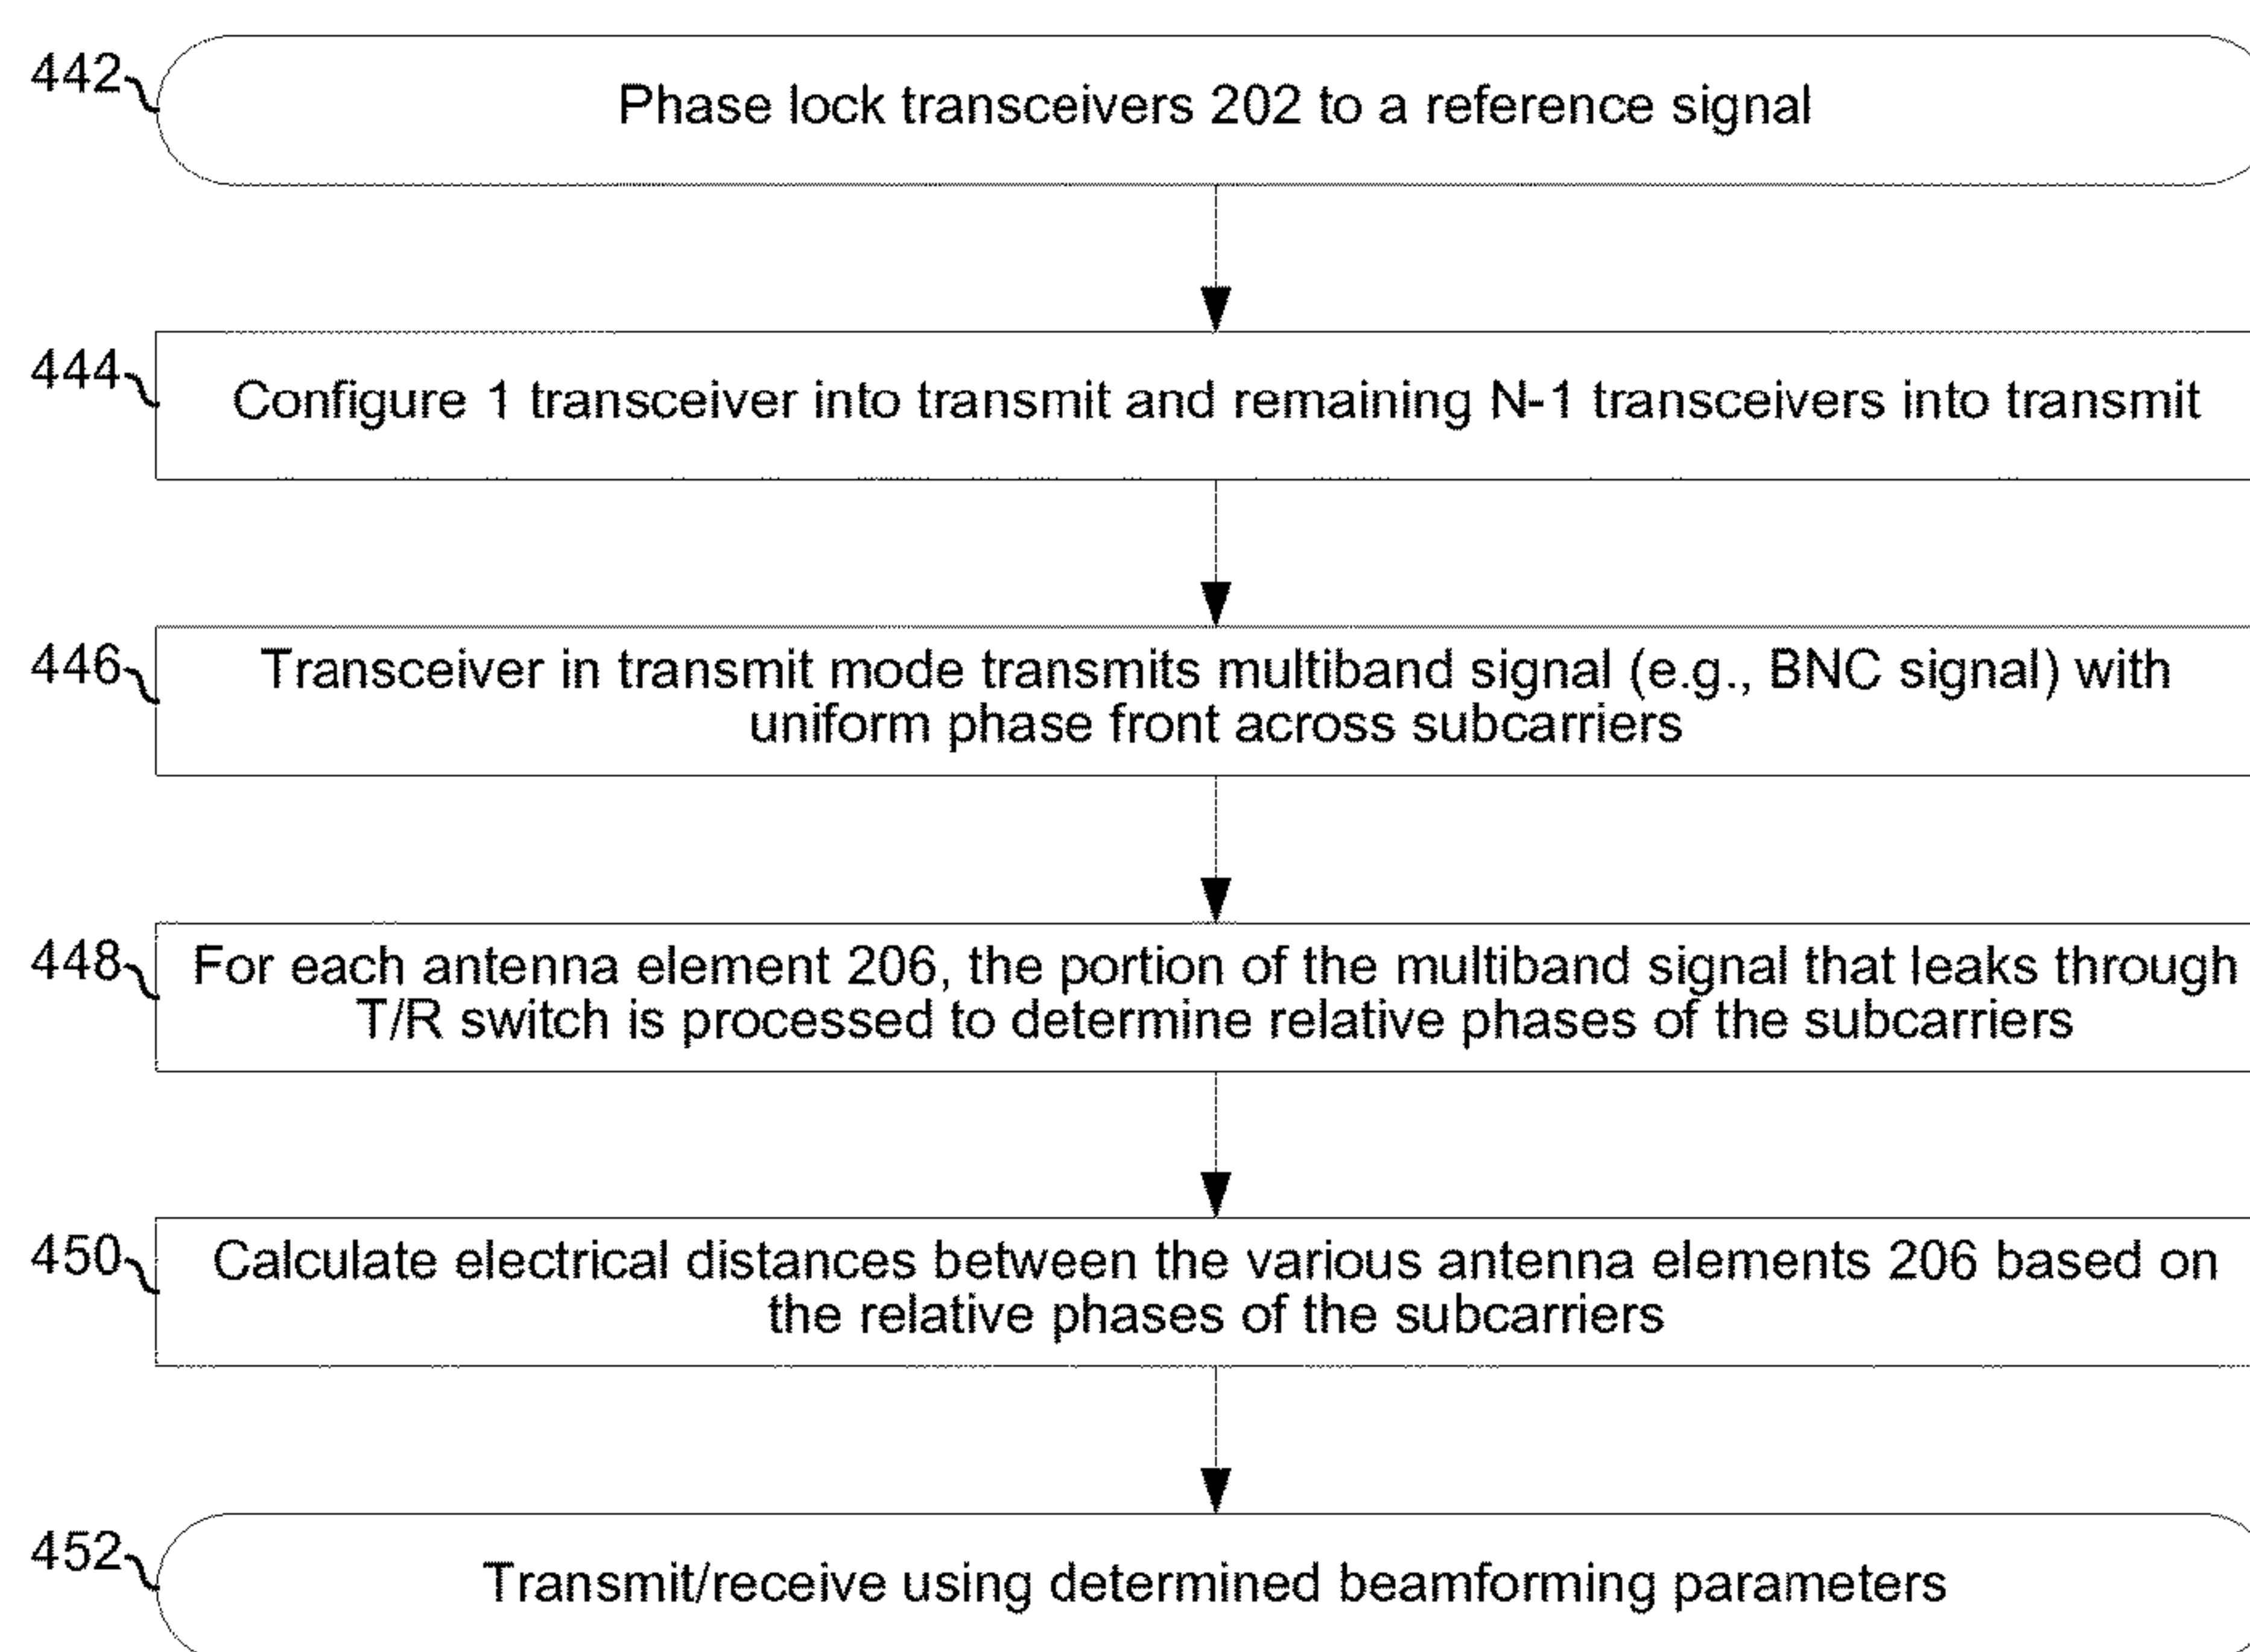 442
Phase lock transceivers 202 to a reference signal
444
Configure 1 transceiver into transmit and remaining N-1 transceivers into transmit
446
Transceiver in transmit mode transmits multiband signal (e.g., BNC signal) with
uniform phase front across subcarriers
448
For each antenna element 206, the portion of the multiband signal that leaks through
T/R switch is processed to determine relative phases of the subcarriers
450
Calculate electrical distances between the various antenna elements 206 based on
the relative phases of the subcarriers
452
Transmit/receive using determined beamforming parameters